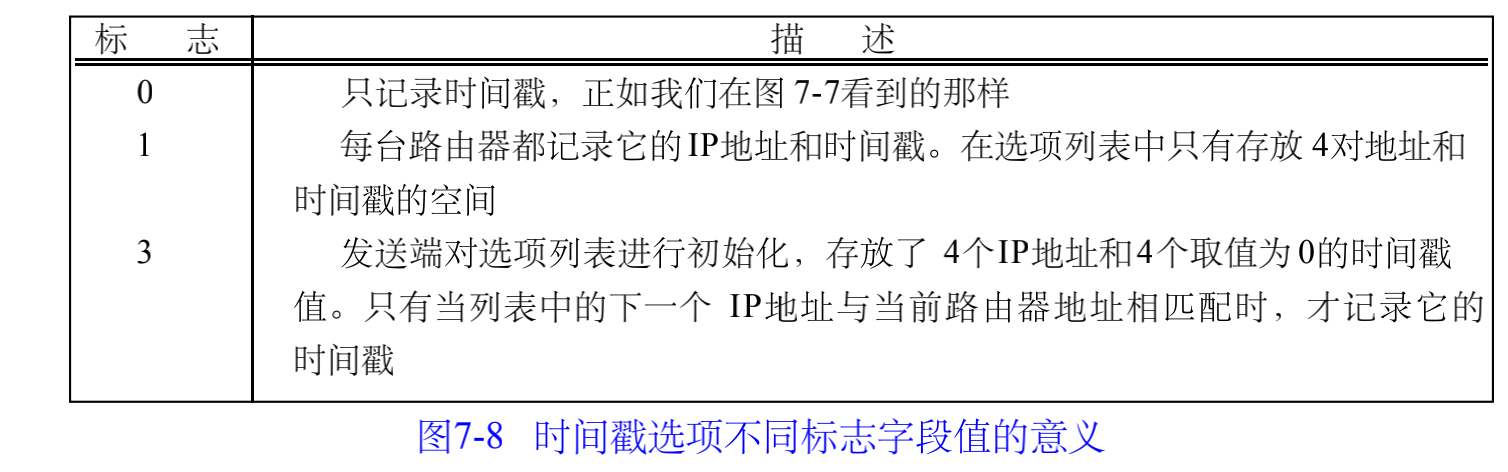 标 志 描 述
0 只记录时间戳，正如我们在图 7-7看到的那样
1 每台路由器都记录它的IP地址和时间戳。在选项列表中只有存放 4对地址和
时间戳的空间
3 发送端对选项列表进行初始化，存放了 4个IP地址和4个取值为0的时间戳
值。只有当列表中的下一个 IP地址与当前路由器地址相匹配时，才记录它的
时间戳
图7-8 时间戳选项不同标志字段值的意义